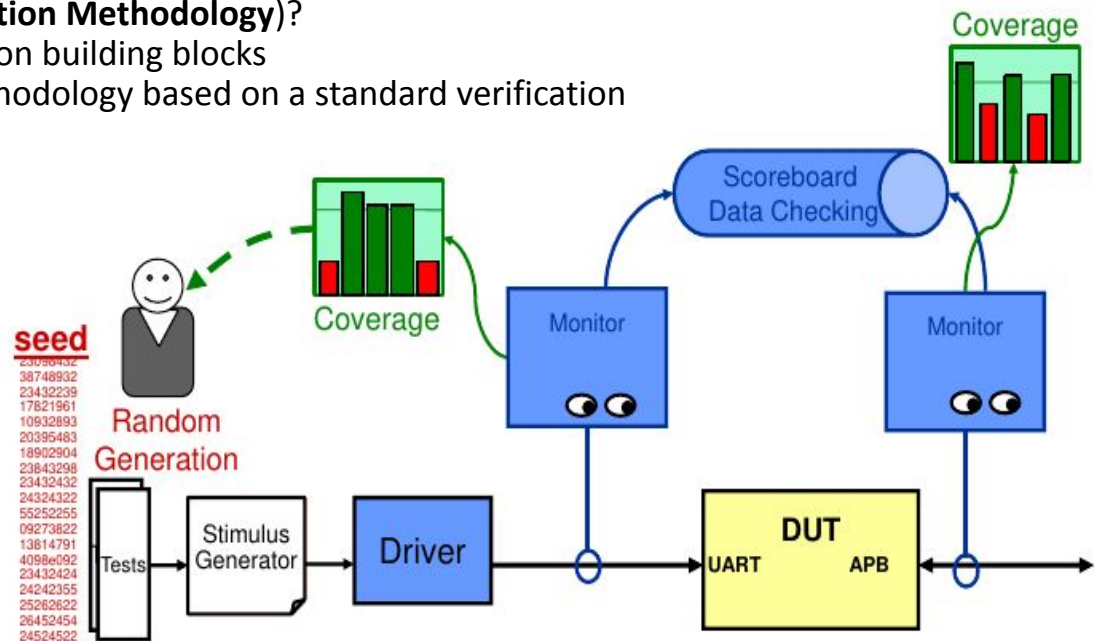 tion Methodology)?
on building blocks
nodology based on a standard verification
Coverage
Scoreboard
Data Checking
Coverage
Monitor
Monitor
seed
23098432
38748932
23432239
17821961
10932893
20395483
18902904
23843298
23432432
24324322
55252255
09273822
13814791
4098e092
23432424
24242355
25262622
26452454
24524522
Random
Generation
Tests
Stimulus
Generator
Driver
DUT
UART
APB